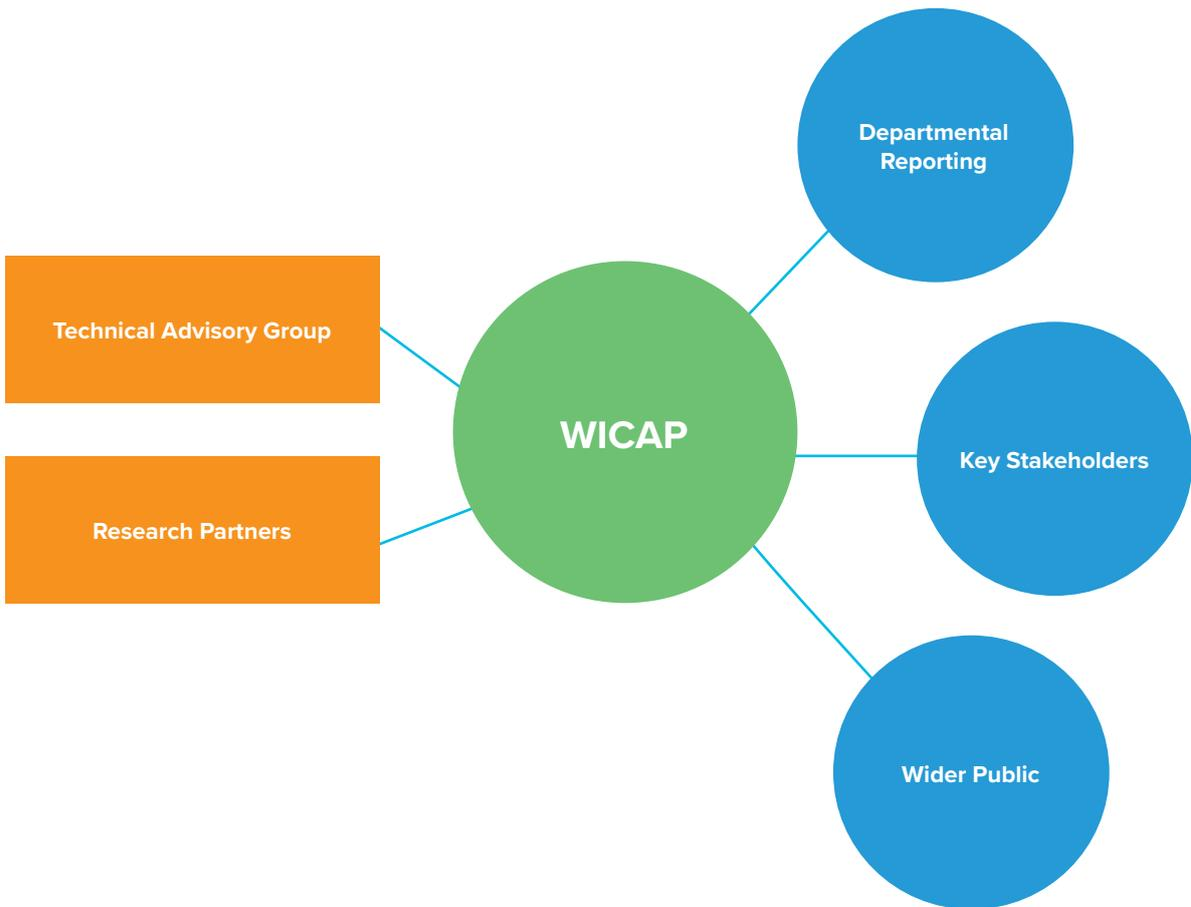 Technical Advisory Group
Research Partners
WICAP
Departmental
Reporting
Key Stakeholders
Wider Public